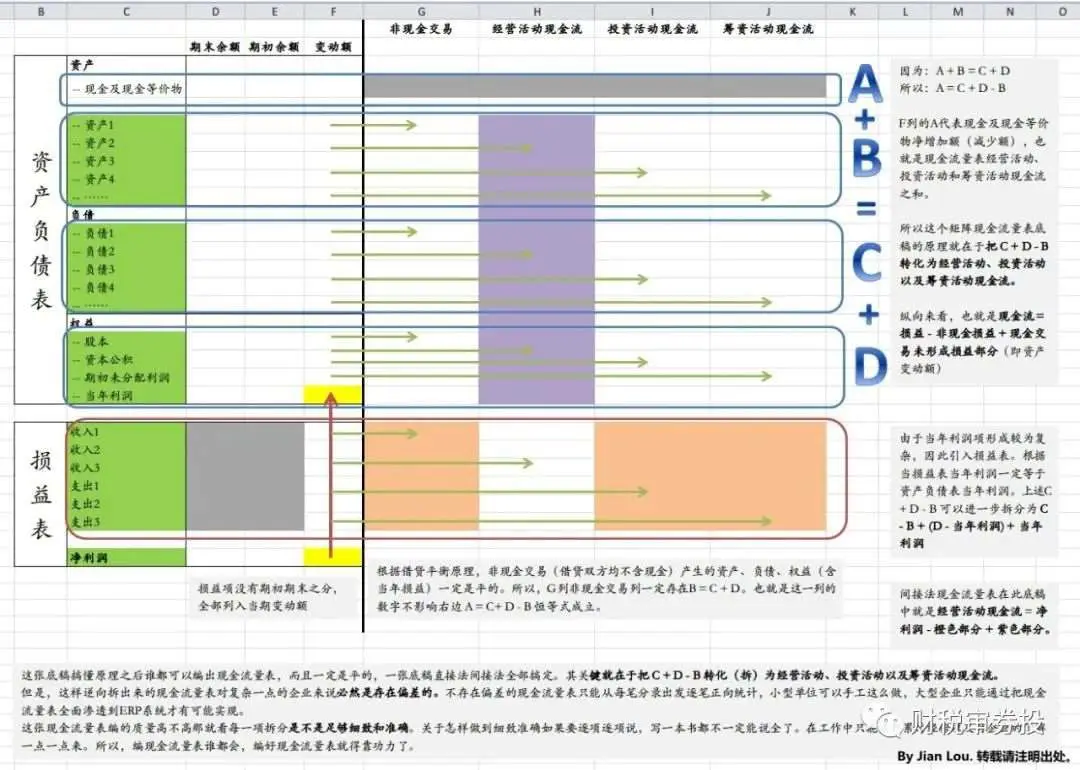 B C D E F G H I J K L M N O
非现金交易 经营活动现金流 投资活动现金流 筹资活动现金流
期末余额 期初余额 变动额
资产负债表
资产
-- 现金及现金等价物
-- 资产1
-- 资产2
-- 资产3
-- 资产4
-- ······
负债
-- 负债1
-- 负债2
-- 负债3
-- 负债4
-- ······
权益
-- 股本
-- 资本公积
-- 期初未分配利润
-- 当年利润
损益表
收入1
收入2
收入3
支出1
支出2
支出3
净利润
A
+
B
=
C
+
D
因为：A+B=C+D
所以：A=C+D-B
F列的A代表现金及现金等价
物净增加额（减少额），也
就是现金流量表经营活动、
投资活动和筹资活动现金流
之和。
所以这个矩阵现金流量表底
稿的原理就在于把C+D-B
转化为经营活动、投资活动
以及筹资活动现金流。
纵向来看，也就是现金流=
损益-非现金损益+现金交
易未形成损益部分（即资产
变动额）
由于当年利润项形成较为复
杂，因此引入损益表。根据
当损益表当年利润一定等于
资产负债表当年利润。上述C
+D-B可以进一步拆分为C
-B+(D-当年利润)+当年
利润
损益项没有期初期末之分，
全部列入当期变动额
根据借贷平衡原理，非现金交易（借贷双方均不含现金）产生的资产、负债、权益（含
当年损益）一定是平的。所以，G列非现金交易列一定存在B=C+D。也就是这一列的
数字不影响右边A=C+D-B恒等式成立。
间接法现金流量表在此底稿
中就是经营活动现金流=净
利润-橙色部分+紫色部分。
这张底稿搞懂原理之后谁都可以编出现金流量表，而且一定是平的，一张底稿直接法间接法全部搞定。其关键就在于把C+D-B转化（拆）为经营活动、投资活动以及筹资活动现金流。
但是，这样逆向拆出来的现金流量表对复杂一点的企业来说必然是存在偏差的。不存在偏差的现金流量表只能从每笔分录出发逐笔正向统计，小型单位可以手工这么做，大型企业只能通过把现金
流量表全面渗透到ERP系统才有可能实现。
这张现金流量表编的质量高不高那就看每一项拆分是不是足够细致和准确。关于怎样做到细致准确如果要逐项逐项说，写一本书都不一定能说全了。在工作中只能
一点一点来。所以，编现金流量表谁都会，编好现金流量表就得靠功力了。
财税审券投
By Jian Lou. 转载请注明出处。